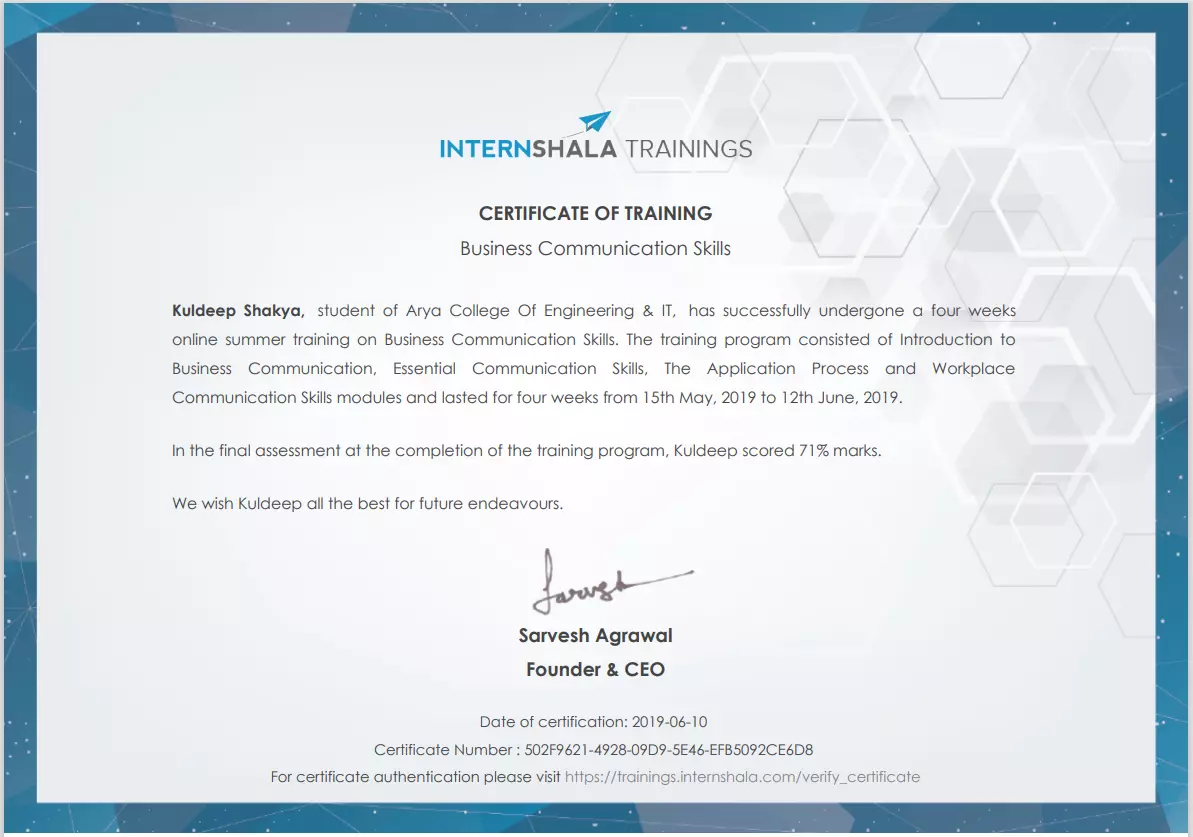 INTERNSHALA TRAININGS
CERTIFICATE OF TRAINING
Business Communication Skills
Kuldeep Shakya, student of Arya College Of Engineering & IT, has successfully undergone a four weeks
online summer training on Business Communication Skills. The training program consisted of Introduction to
Business Communication, Essential Communication Skills, The Application Process and Workplace
Communication Skills modules and lasted for four weeks from 15th May, 2019 to 12th June, 2019.
In the final assessment at the completion of the training program, Kuldeep scored 71% marks.
We wish Kuldeep all the best for future endeavours.
Sarvesh
Sarvesh Agrawal
Founder & CEO
Date of certification: 2019-06-10
Certificate Number : 502F9621-4928-09D9-5E46-EFB5092CE6D8
For certificate authentication please visit https://trainings.internshala.com/verify_certificate